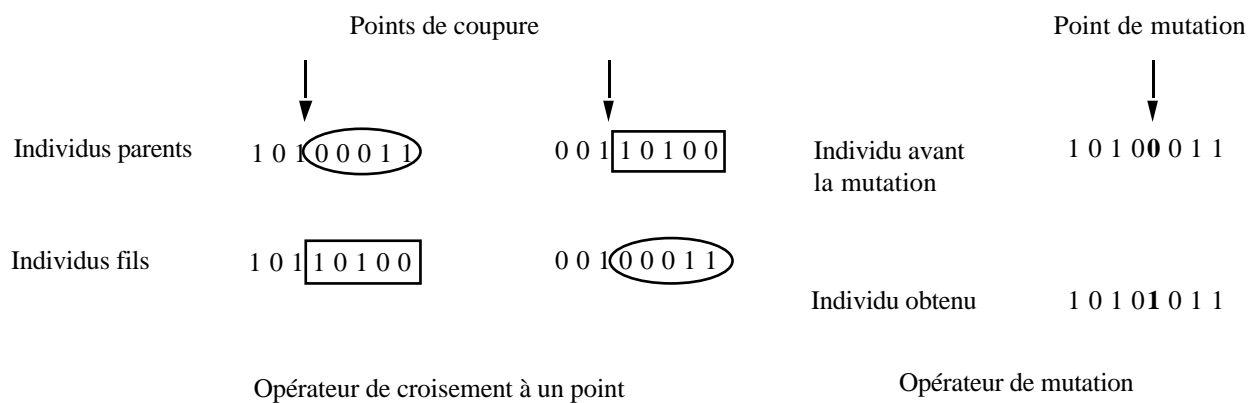 Points de coupure
Point de mutation
Individus parents
1 0 1 0 0 0 1 1
0 0 1 1 0 1 0 0
Individu avant
la mutation
1 0 1 0 0 0 1 1
Individus fils
1 0 1 1 0 1 0 0
0 0 1 0 0 0 1 1
Individu obtenu
1 0 1 0 1 0 1 1
Opérateur de croisement à un point
Opérateur de mutation